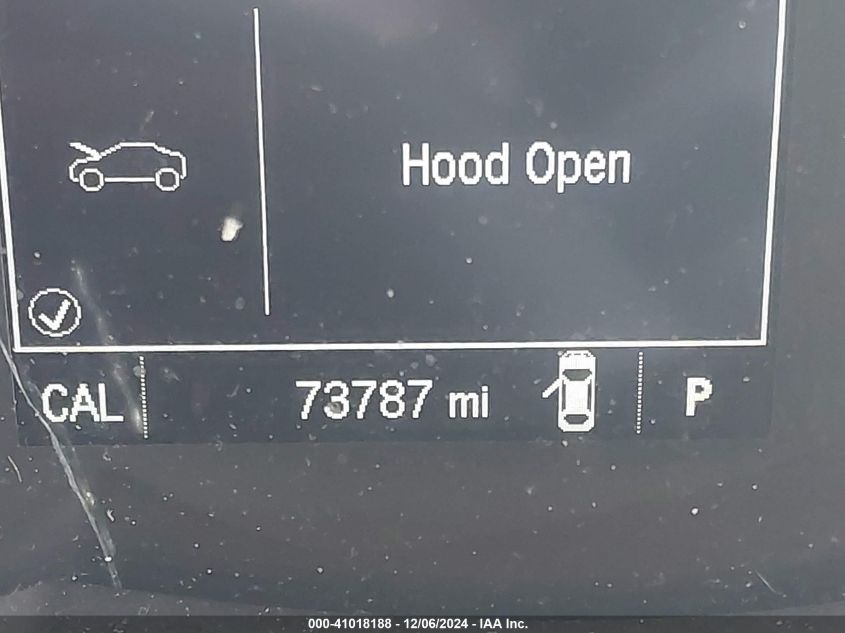 Hood Open
CAL 73787 mi P
000-41018188 - 12/06/2024 - IAA Inc.